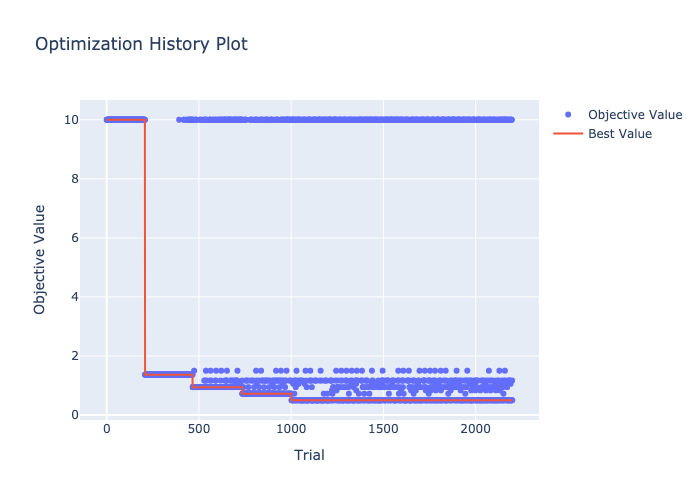 Optimization History Plot
Objective Value
Best Value
10
8
6
4
2
0
Objective Value
0 500 1000 1500 2000
Trial